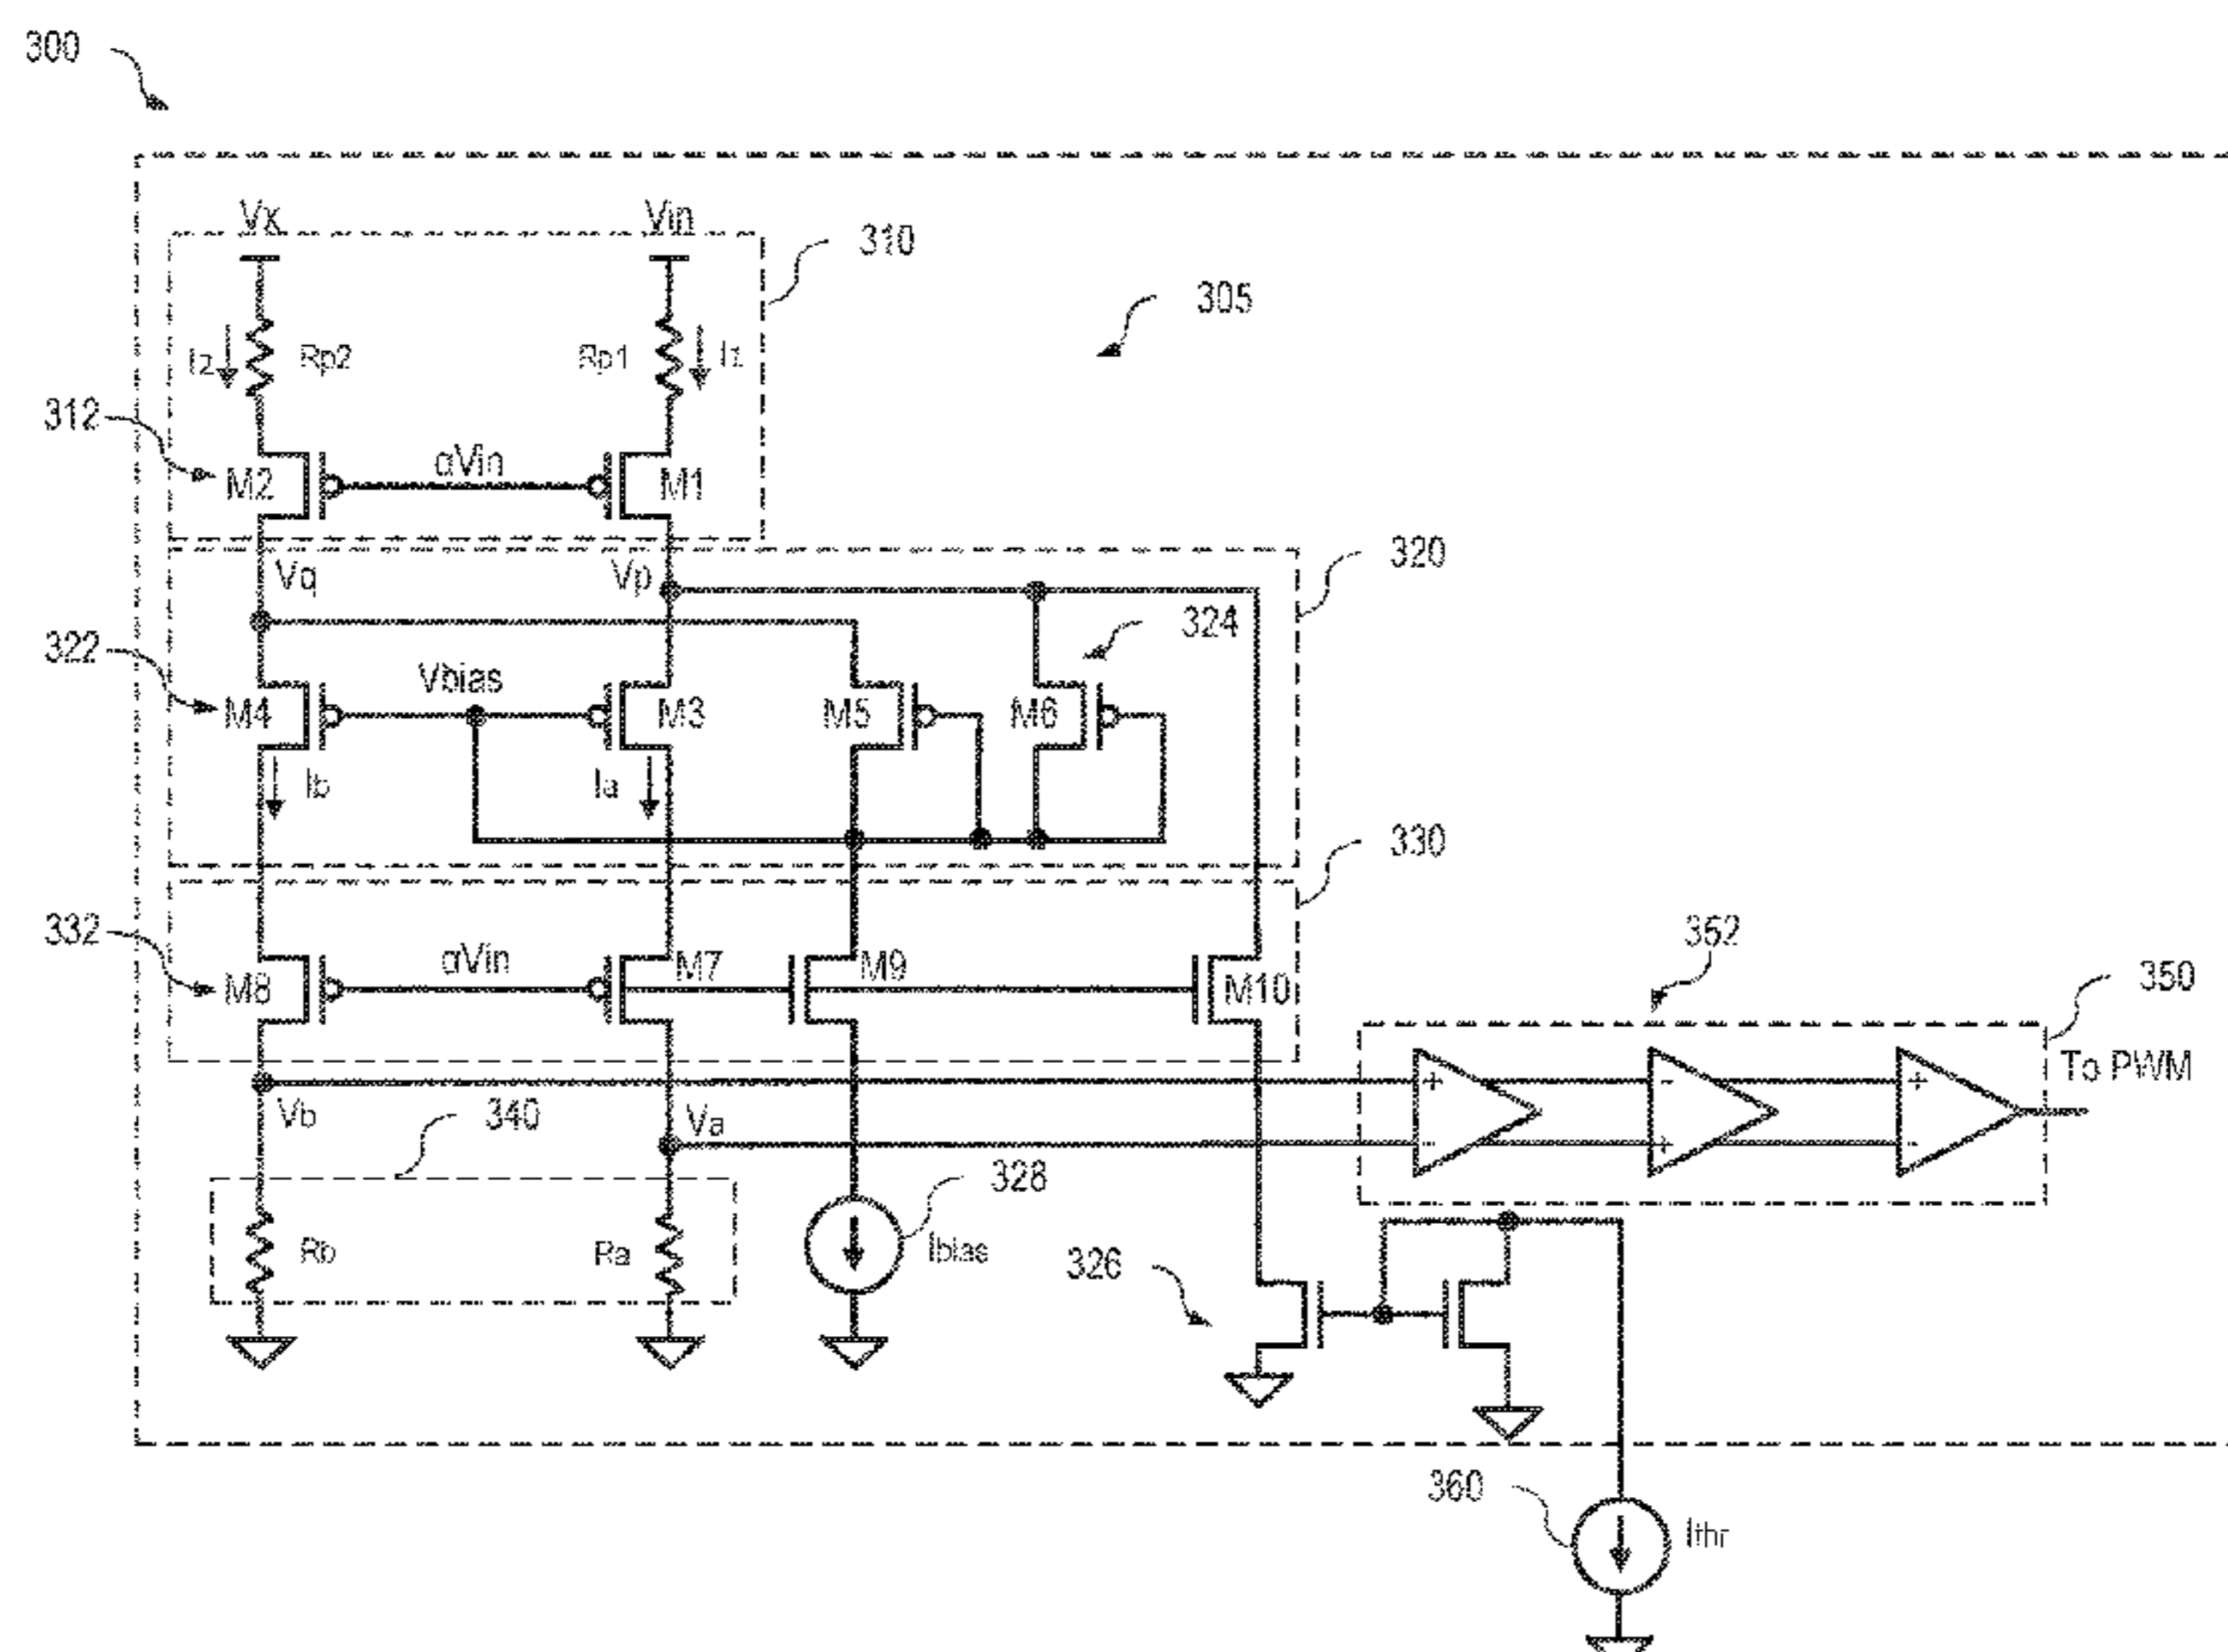 300
Vx
Vin
310
305
I2
Rp2
Rp1
I1
312
M2
αVin
M1
320
Vq
Vp
324
322
M4
Vbias
M3
M5
M6
Ib
Ia
330
332
M8
αVin
M7
M9
M10
352
350
+
-
-
+
+
-
To PWM
Vb
340
Va
328
Rb
Ra
Ibias
326
360
Ithr